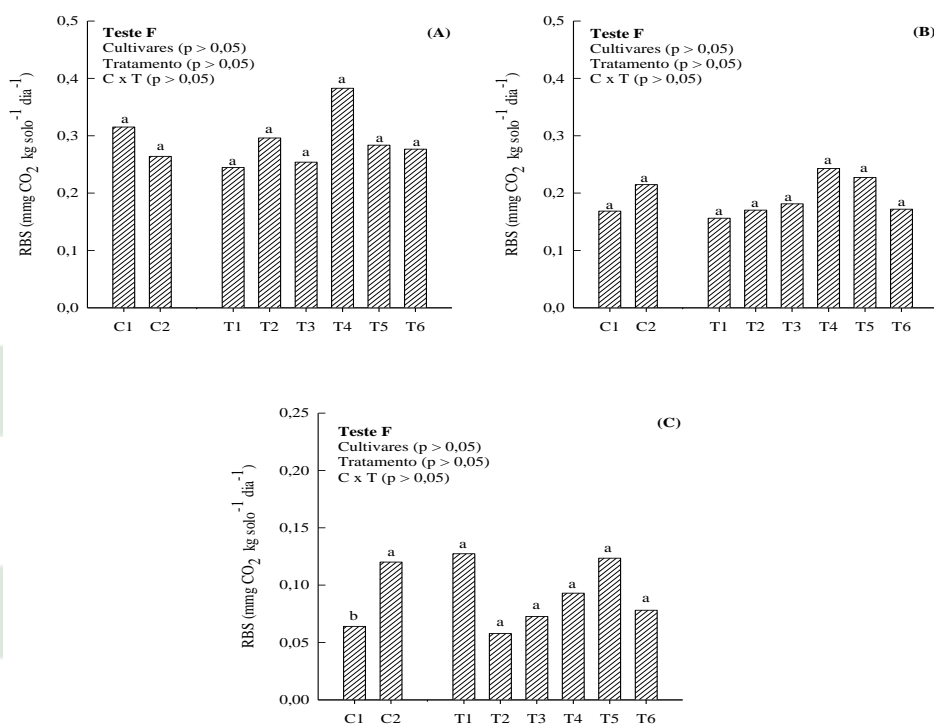 0,5
0,4
0,3
0,2
0,1
0,0
RBS (mmg CO2 kg solo-1 dia-1)
Teste F
Cultivares (p > 0,05)
Tratamento (p > 0,05)
C x T (p > 0,05)
(A)
a a a a a a a a
C1 C2 T1 T2 T3 T4 T5 T6
0,5
0,4
0,3
0,2
0,1
0,0
RBS (mmg CO2 kg solo-1 dia-1)
Teste F
Cultivares (p > 0,05)
Tratamento (p > 0,05)
C x T (p > 0,05)
(B)
a a a a a a a a
C1 C2 T1 T2 T3 T4 T5 T6
0,25
0,20
0,15
0,10
0,05
0,00
RBS (mmg CO2 kg solo-1 dia-1)
Teste F
Cultivares (p > 0,05)
Tratamento (p > 0,05)
C x T (p > 0,05)
(C)
b a a a a a a a
C1 C2 T1 T2 T3 T4 T5 T6